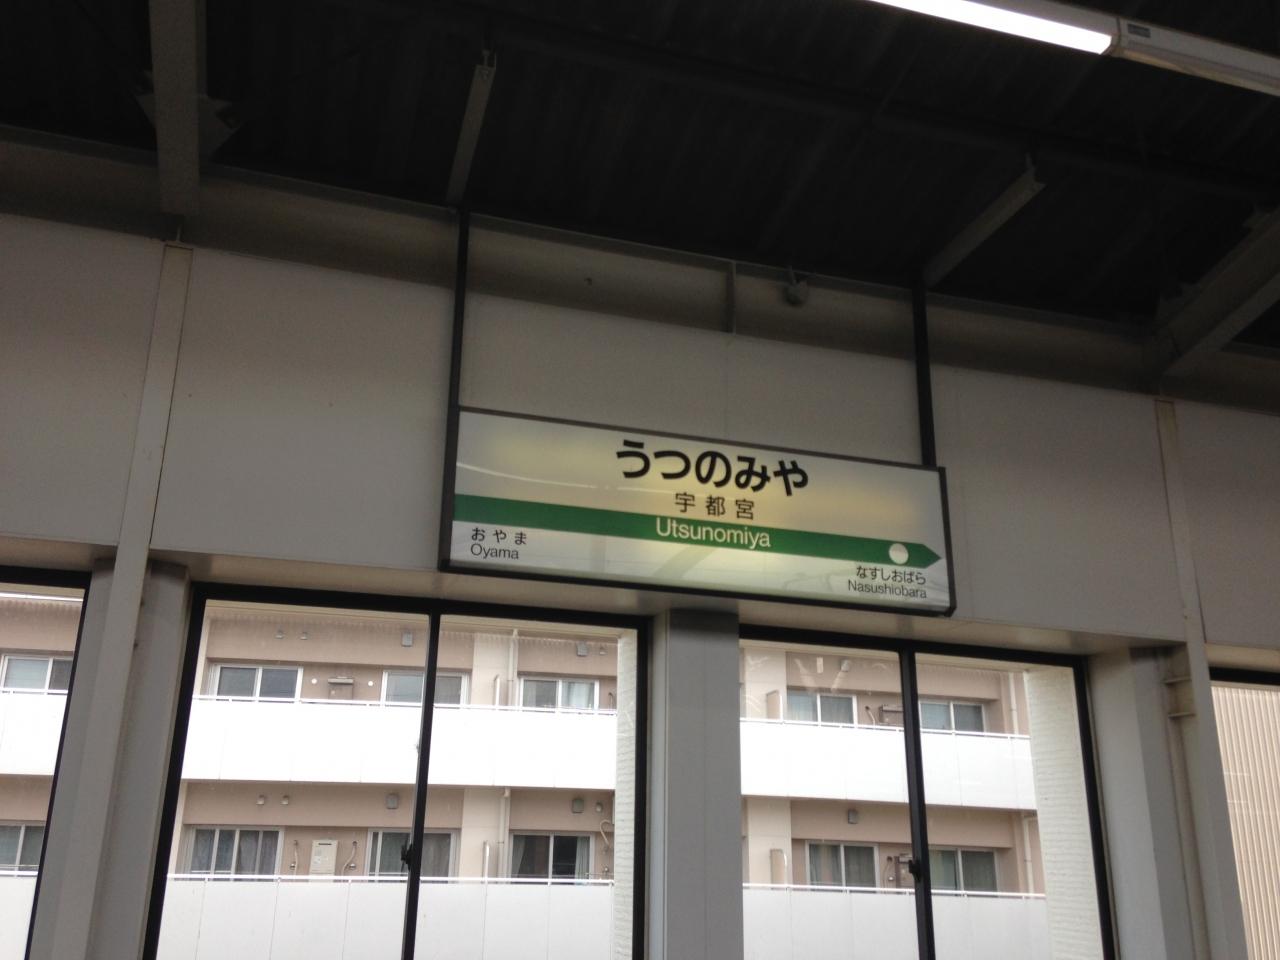 うつのみや
宇都宮
Utsunomiya
おやま
Oyama
なすしおばら
Nasushiobara